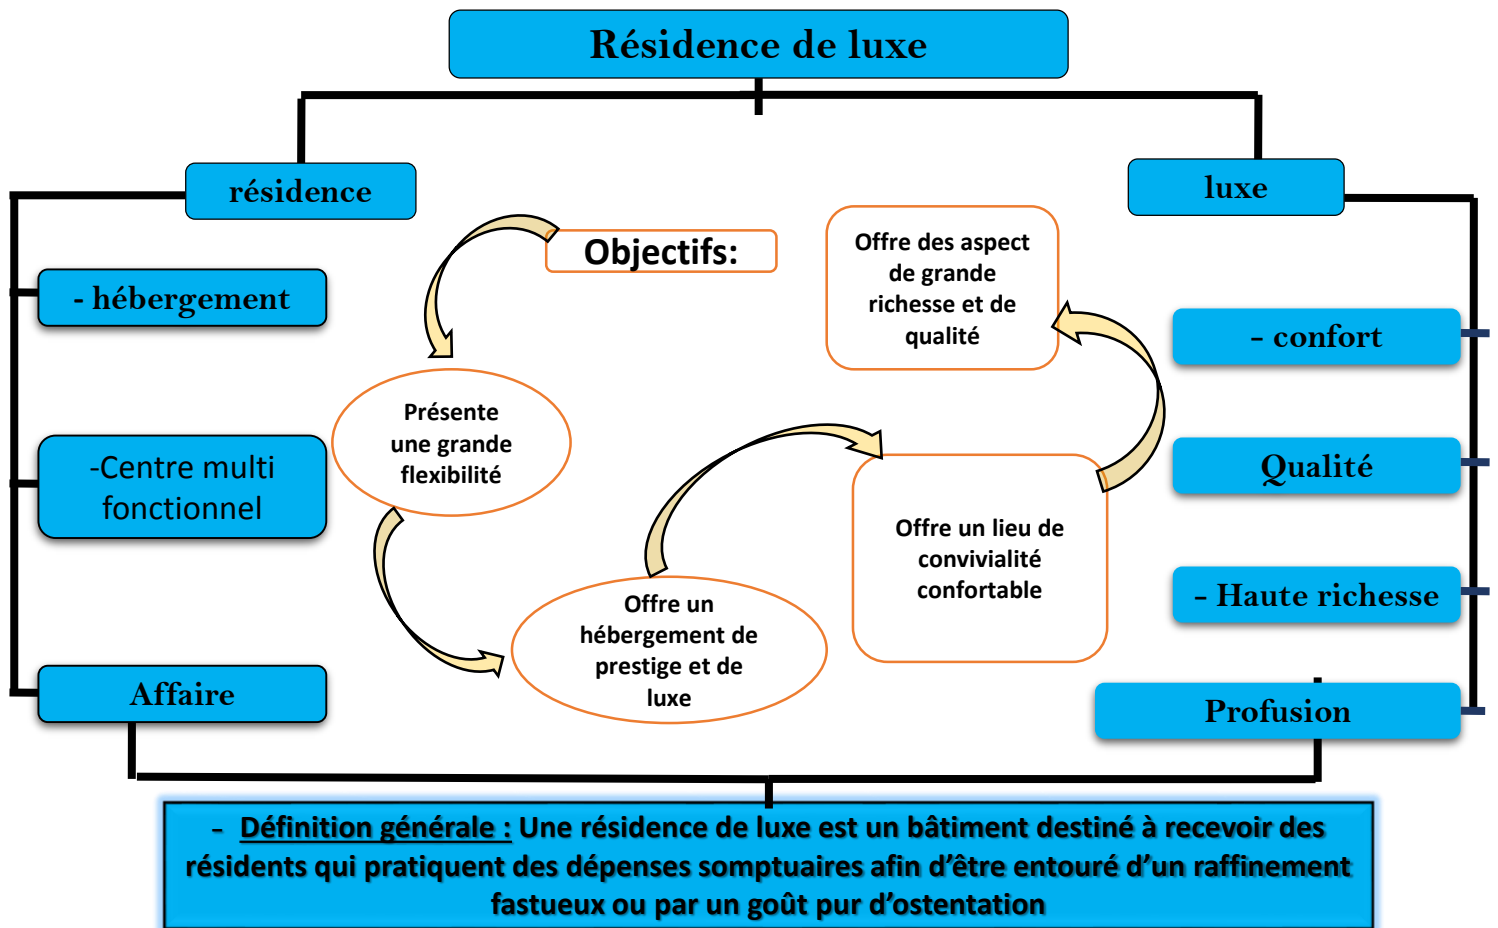 Résidence de luxe
résidence
luxe
- hébergement
-Centre multi
fonctionnel
Affaire
Objectifs:
Présente
une grande
flexibilité
Offre un
hébergement de
prestige et de
luxe
Offre un lieu de
convivialité
confortable
Offre des aspect
de grande
richesse et de
qualité
- confort
Qualité
- Haute richesse
Profusion
- Définition générale : Une résidence de luxe est un bâtiment destiné à recevoir des
résidents qui pratiquent des dépenses somptuaires afin d’être entouré d’un raffinement
fastueux ou par un goût pur d’ostentation